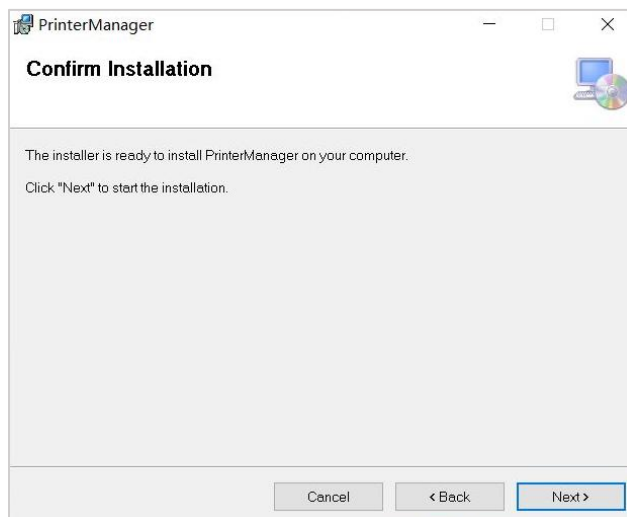 PrinterManager
Confirm Installation
The installer is ready to install PrinterManager on your computer.
Click "Next" to start the installation.
Cancel
< Back
Next >